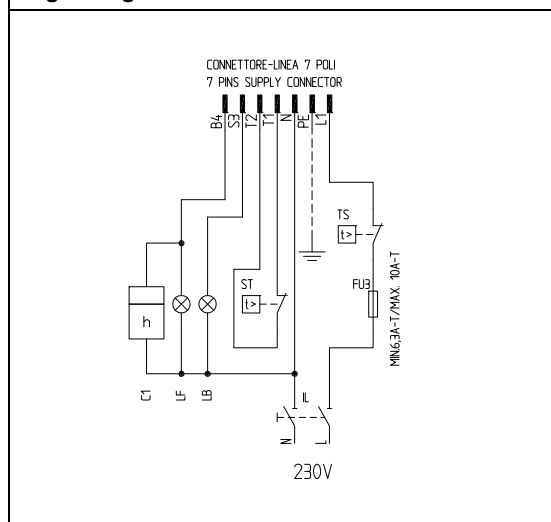 CONNETTORE-LINEA 7 POLI
7 PINS SUPPLY CONNECTOR
B4
S3
T2
T1
N
PE
L1
TS
t>
ST
t>
FU3
MIN.6,3A-T/MAX. 10A-T
h
C1
LF
LB
IL
N
L
230V